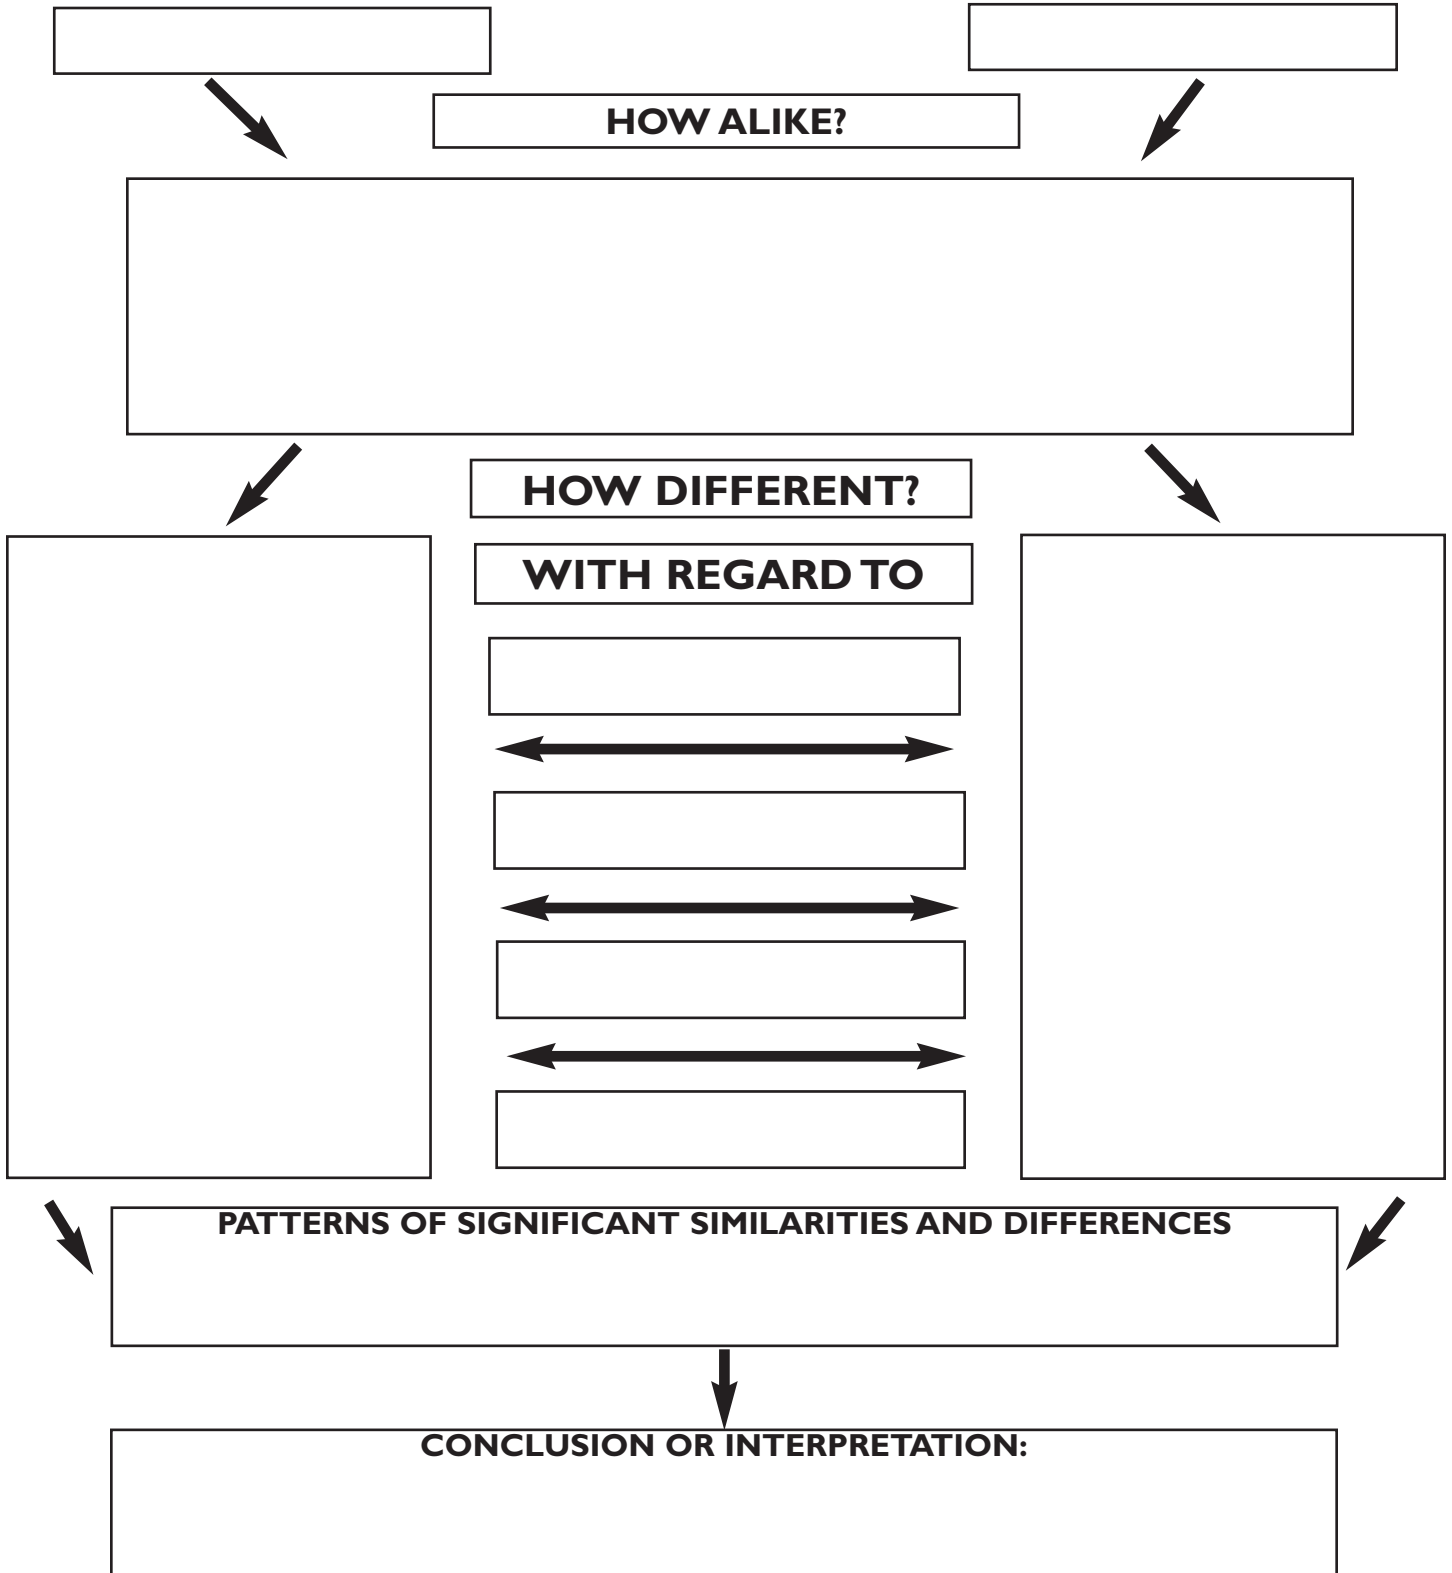 HOW ALIKE?
HOW DIFFERENT?
WITH REGARD TO
PATTERNS OF SIGNIFICANT SIMILARITIES AND DIFFERENCES
CONCLUSION OR INTERPRETATION: